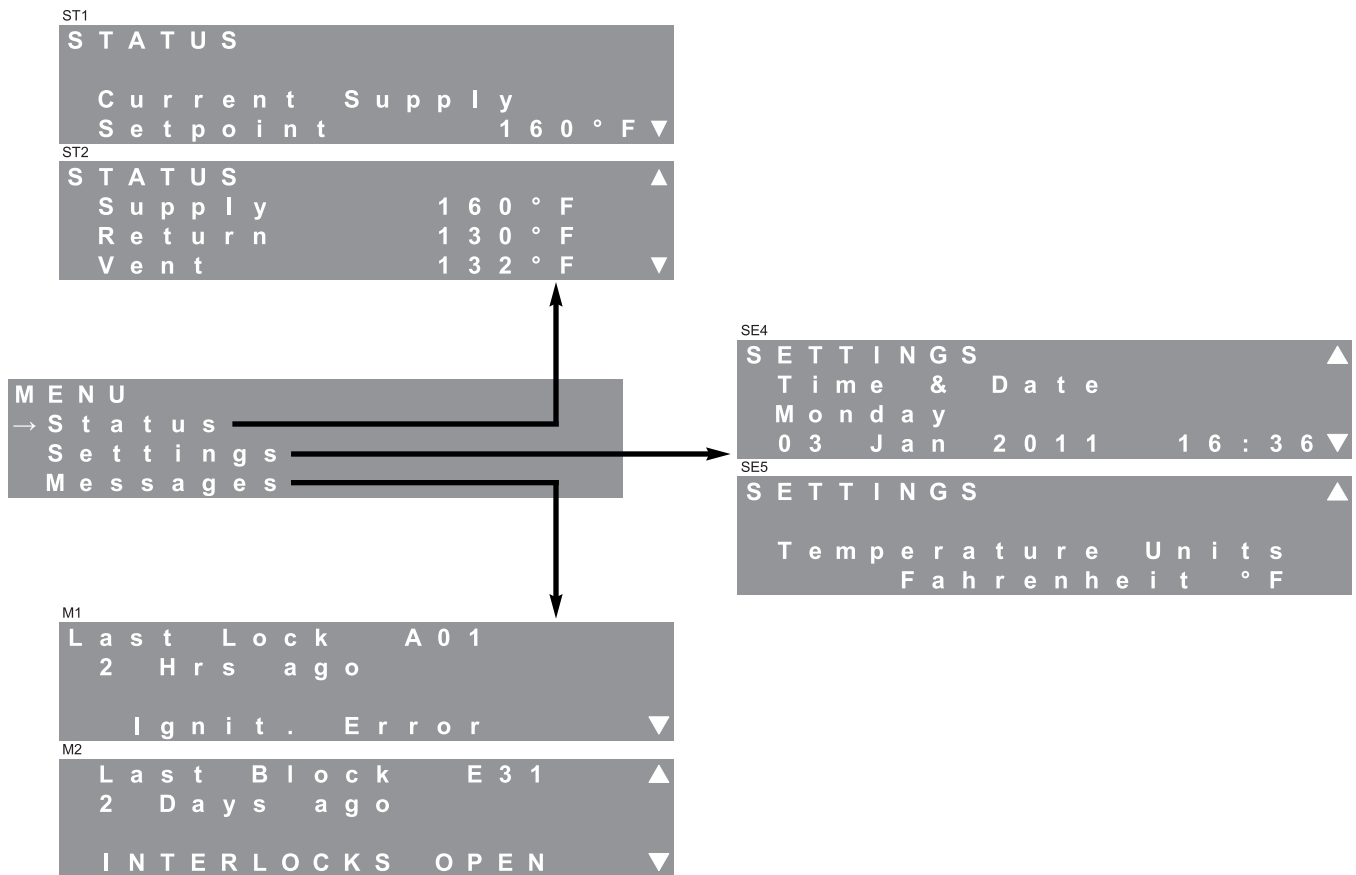 ST1
STATUS
Current Supply
Setpoint 160°F▼
ST2
STATUS ▲
Supply 160°F
Return 130°F
Vent 132°F ▼
MENU
→Status
Settings
Messages
SE4
SETTINGS ▲
Time & Date
Monday
03 Jan 2011 16:36▼
SE5
SETTINGS ▲
Temperature Units
Fahrenheit °F
M1
Last Lock A01
2 Hrs ago
Ignit. Error ▼
M2
Last Block E31 ▲
2 Days ago
INTERLOCKS OPEN ▼